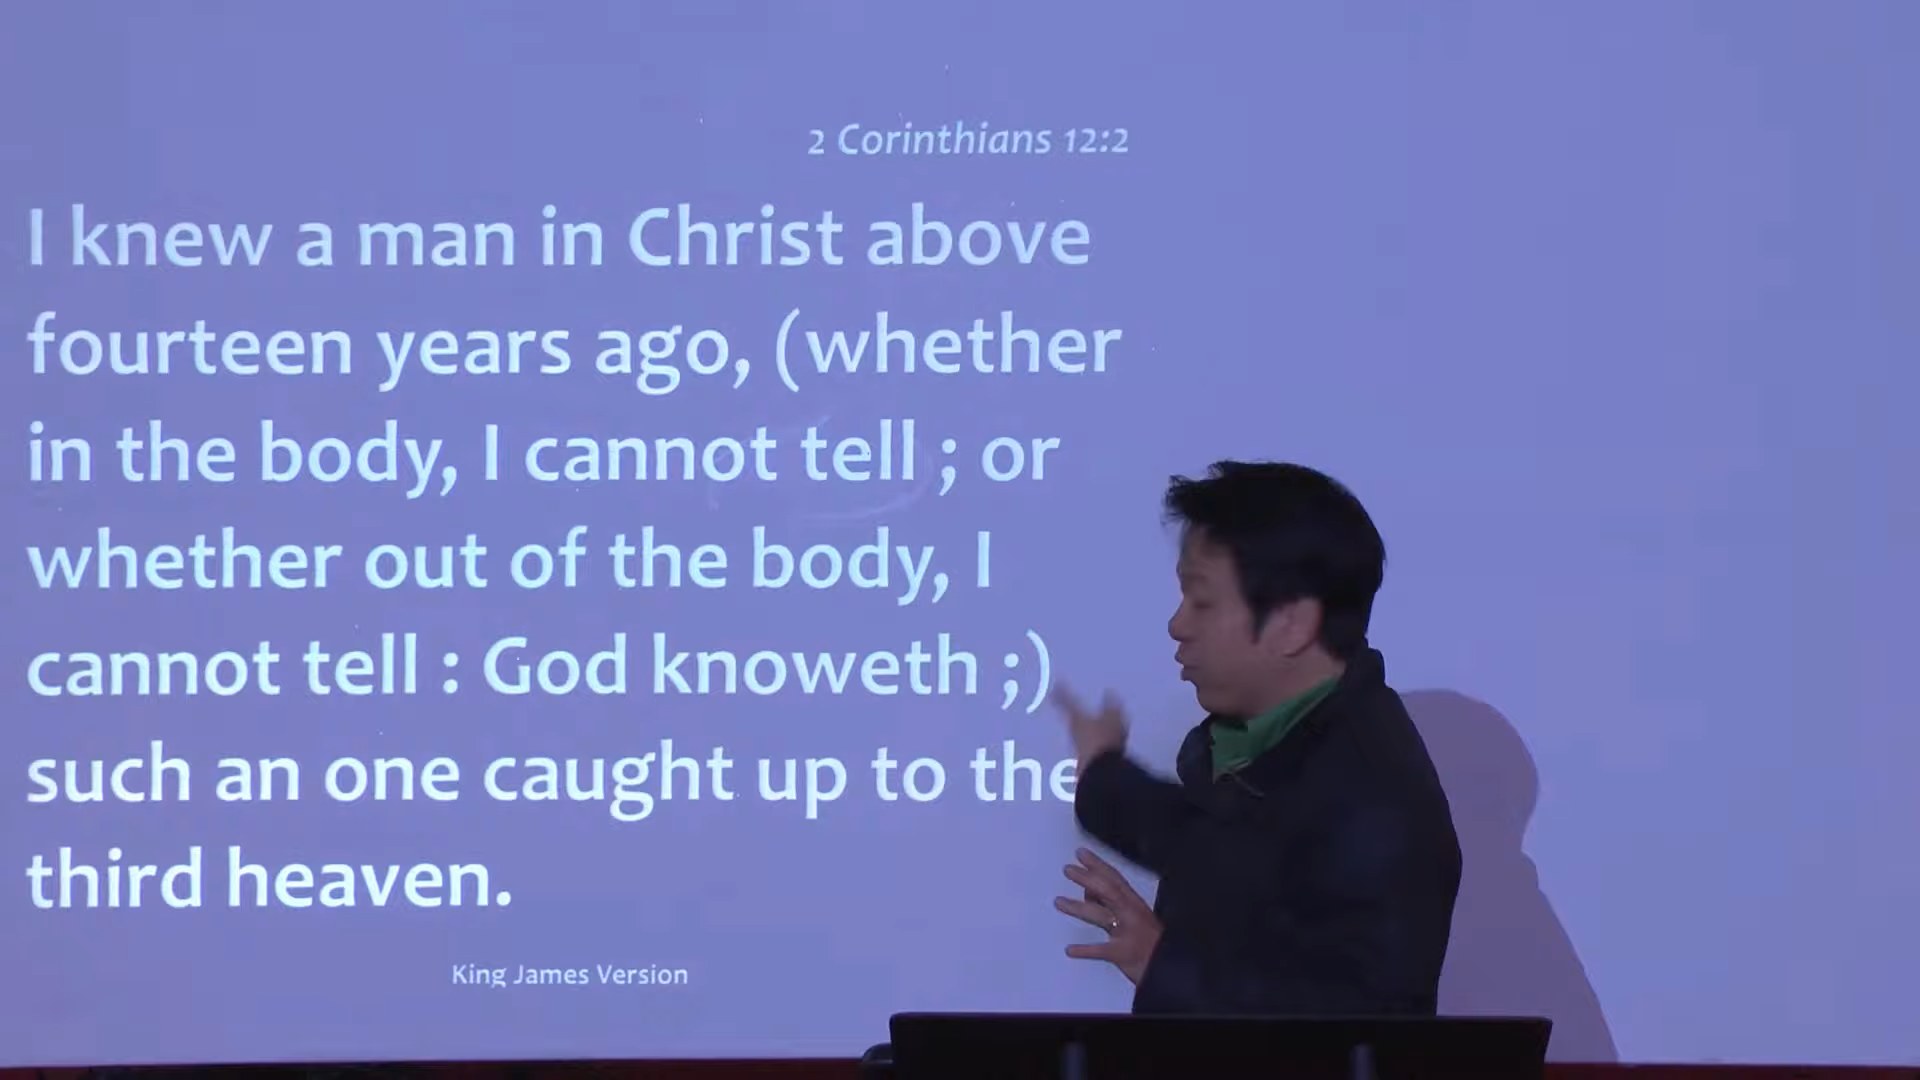 2 Corinthians 12:2
I knew a man in Christ above
fourteen years ago, (whether
in the body, I cannot tell ; or
whether out of the body, I
cannot tell : God knoweth ;)
such an one caught up to the
third heaven.
King James Version